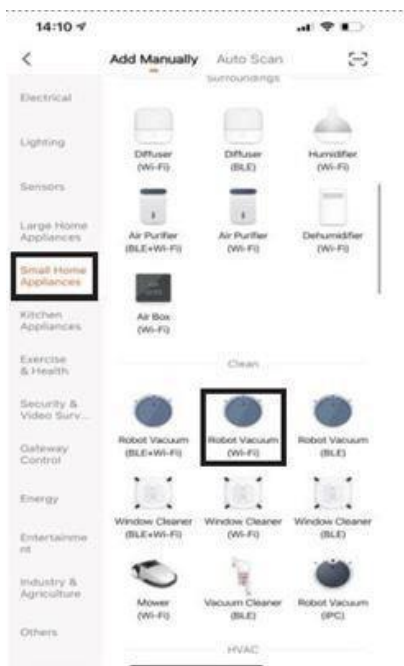 14:10
Add Manually Auto Scan
Surroundings
Electrical
Lighting
Sensors
Large Home
Appliances
Small Home
Appliances
Kitchen
Appliances
Exercise
& Health
Security &
Video Surv...
Gateway
Control
Energy
Entertainme
nt
Industry &
Agriculture
Others
Diffuser
(Wi-Fi)
Diffuser
(BLE)
Humidifier
(Wi-Fi)
Air Purifier
(BLE+Wi-Fi)
Air Purifier
(Wi-Fi)
Dehumidifier
(Wi-Fi)
Air Box
(Wi-Fi)
Clean
Robot Vacuum
(BLE+Wi-Fi)
Robot Vacuum
(Wi-Fi)
Robot Vacuum
(BLE)
Window Cleaner
(BLE+Wi-Fi)
Window Cleaner
(Wi-Fi)
Window Cleaner
(BLE)
Mower
(Wi-Fi)
Vacuum Cleaner
(BLE)
Robot Vacuum
(IPC)
HVAC